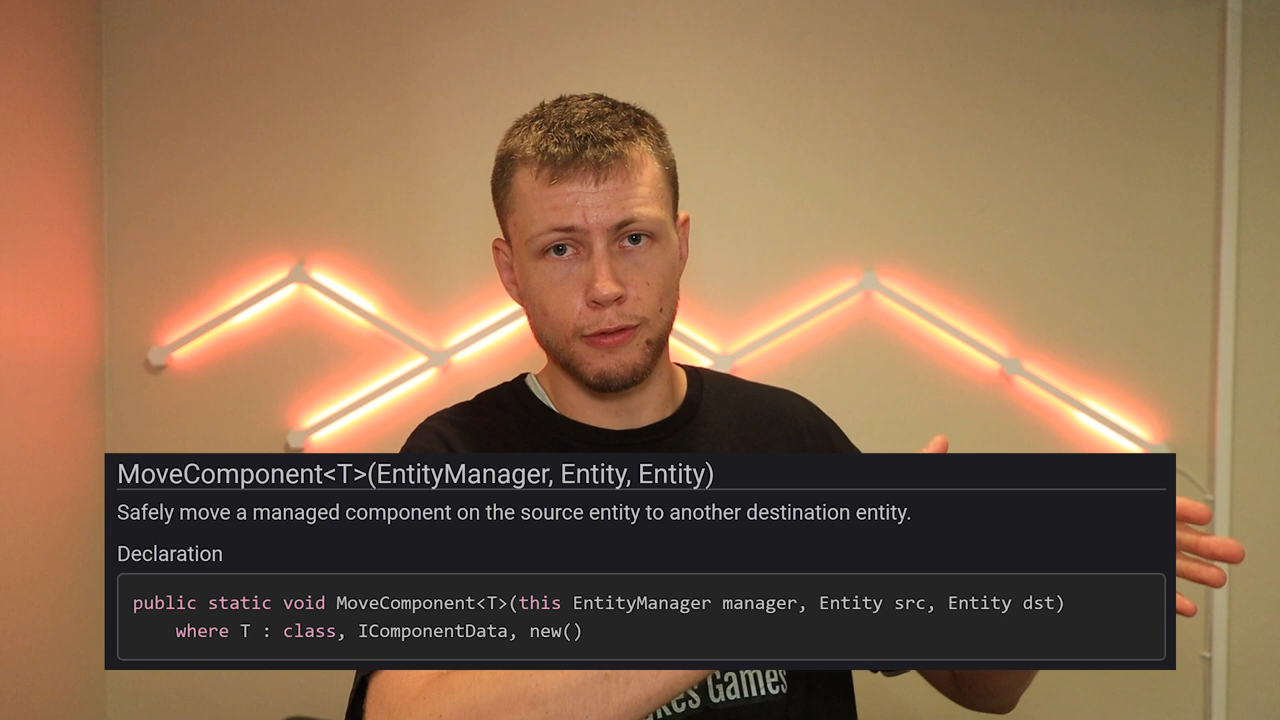 MoveComponent<T>(EntityManager, Entity, Entity)
Safely move a managed component on the source entity to another destination entity.
Declaration
public static void MoveComponent<T>(this EntityManager manager, Entity src, Entity dst)
where T : class, IComponentData, new()
Games